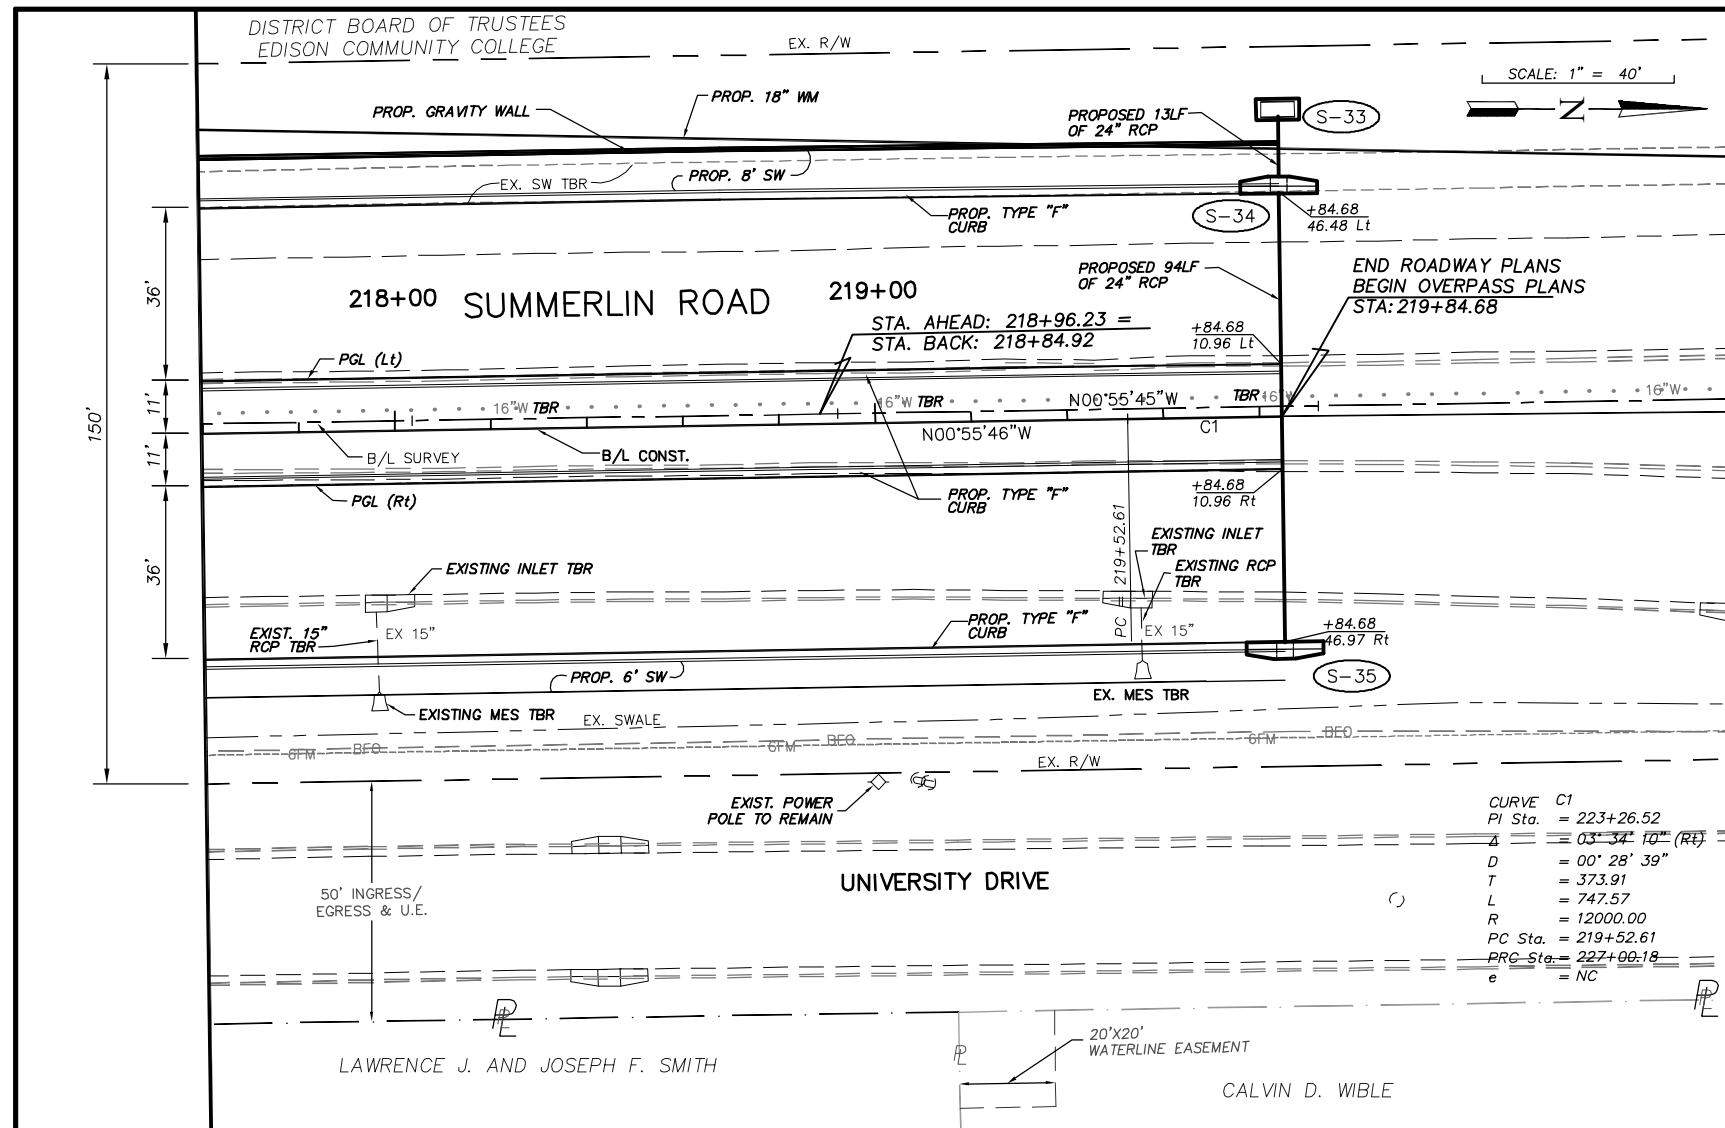 DISTRICT BOARD OF TRUSTEES
EDISON COMMUNITY COLLEGE
EX. R/W
SCALE: 1" = 40'
N
PROP. GRAVITY WALL
PROP. 18" WM
PROPOSED 13LF
OF 24" RCP
S-33
EX. SW TBR
PROP. 8' SW
PROP. TYPE "F"
CURB
S-34
+84.68
46.48 Lt
36'
218+00
SUMMERLIN ROAD
219+00
PROPOSED 94LF
OF 24" RCP
END ROADWAY PLANS
BEGIN OVERPASS PLANS
STA: 219+84.68
STA. AHEAD: 218+96.23 =
STA. BACK: 218+84.92
+84.68
10.96 Lt
PGL (Lt)
150'
11'
16"W TBR
16"W TBR
N00°55'45"W
TBR 16"W
16"W
N00°55'46"W
C1
11'
B/L SURVEY
B/L CONST.
PGL (Rt)
PROP. TYPE "F"
CURB
+84.68
10.96 Rt
PC = 219+52.61
36'
EXISTING INLET TBR
EXISTING INLET
TBR
EXISTING RCP
TBR
EXIST. 15"
RCP TBR
EX 15"
PROP. TYPE "F"
CURB
EX 15"
+84.68
46.97 Rt
S-35
PROP. 6' SW
EX. MES TBR
EXISTING MES TBR
EX. SWALE
6FM
BFO
6FM
BFO
6FM
BFO
EX. R/W
EXIST. POWER
POLE TO REMAIN
CURVE C1
PI Sta. = 223+26.52
Δ = 03° 34' 10" (Rt)
D = 00° 28' 39"
T = 373.91
L = 747.57
R = 12000.00
PC Sta. = 219+52.61
PRC Sta. = 227+00.18
e = NC
50' INGRESS/
EGRESS & U.E.
UNIVERSITY DRIVE
PL
PL
PL
20'X20'
WATERLINE EASEMENT
LAWRENCE J. AND JOSEPH F. SMITH
CALVIN D. WIBLE